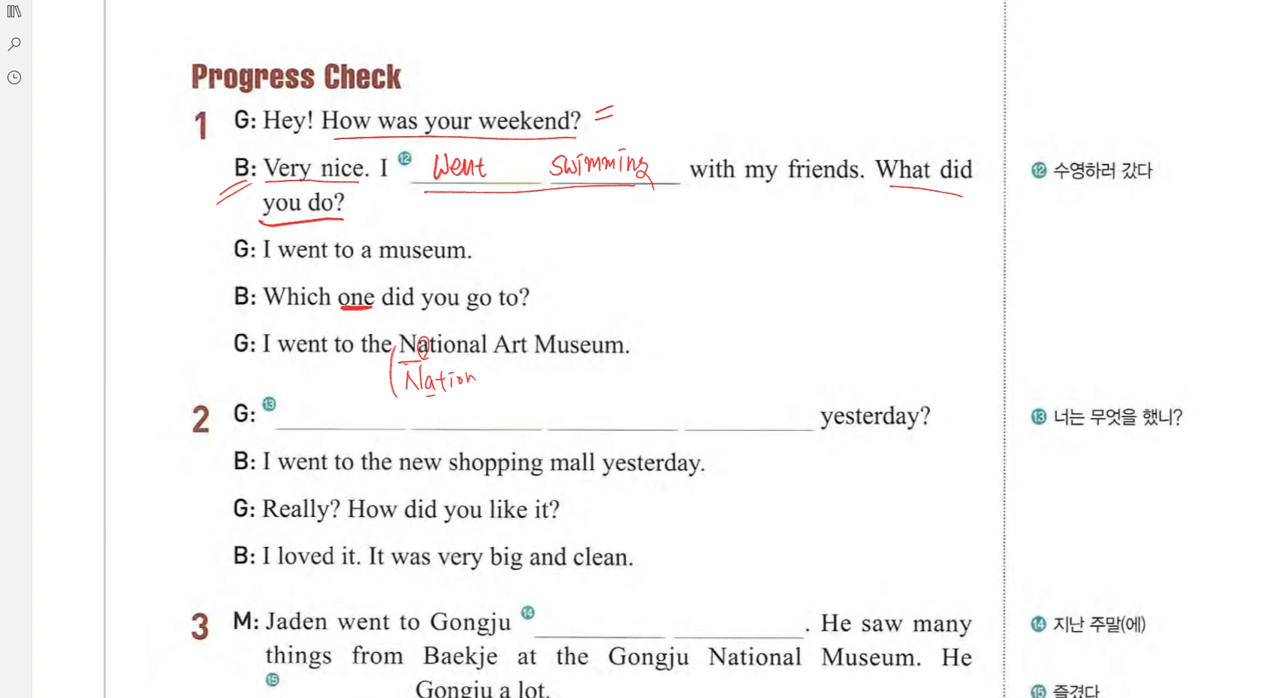 Progress Check
1 G: Hey! How was your weekend?
B: Very nice. I ⑫ went swimming with my friends. What did
⑫ 수영하러 갔다
you do?
G: I went to a museum.
B: Which one did you go to?
G: I went to the National Art Museum.
Nation
2 G: ⑬ yesterday?
⑬ 너는 무엇을 했니?
B: I went to the new shopping mall yesterday.
G: Really? How did you like it?
B: I loved it. It was very big and clean.
3 M: Jaden went to Gongju ⑭ . He saw many
⑭ 지난 주말(에)
things from Baekje at the Gongju National Museum. He
⑮ Gongju a lot.
⑮ 즐겼다